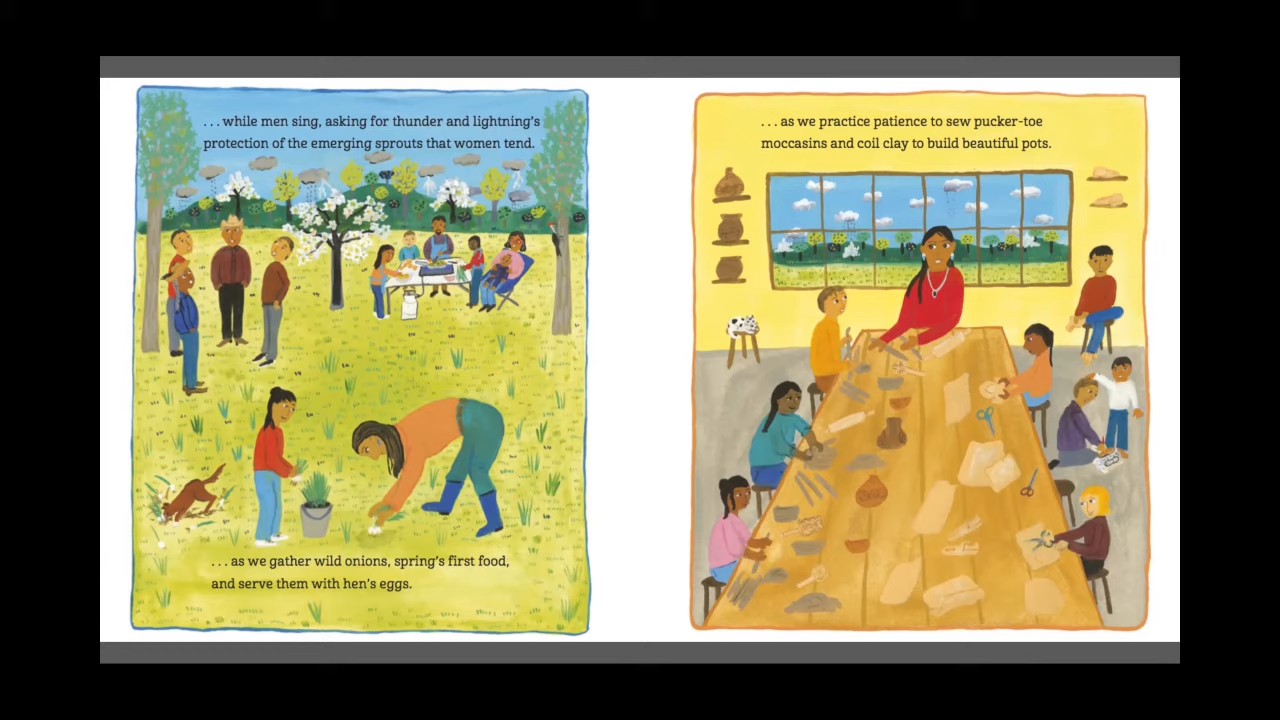 . . . while men sing, asking for thunder and lightning's
protection of the emerging sprouts that women tend.
. . . as we gather wild onions, spring's first food,
and serve them with hen's eggs.
. . . as we practice patience to sew pucker-toe
moccasins and coil clay to build beautiful pots.